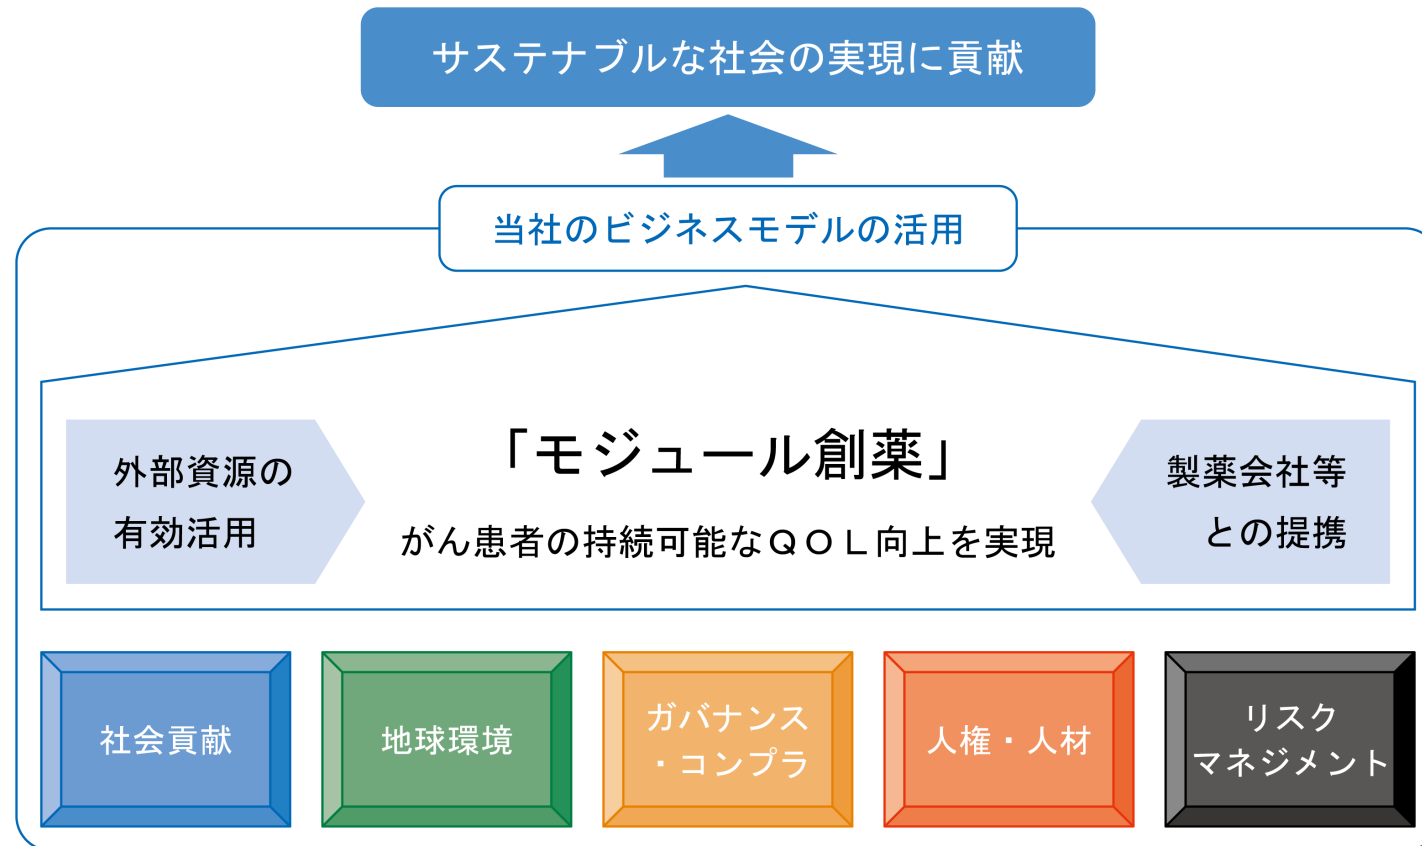 サステナブルな社会の実現に貢献
当社のビジネスモデルの活用
外部資源の
有効活用
「モジュール創薬」
がん患者の持続可能なＱＯＬ向上を実現
製薬会社等
との提携
社会貢献
地球環境
ガバナンス
・コンプラ
人権・人材
リスク
マネジメント